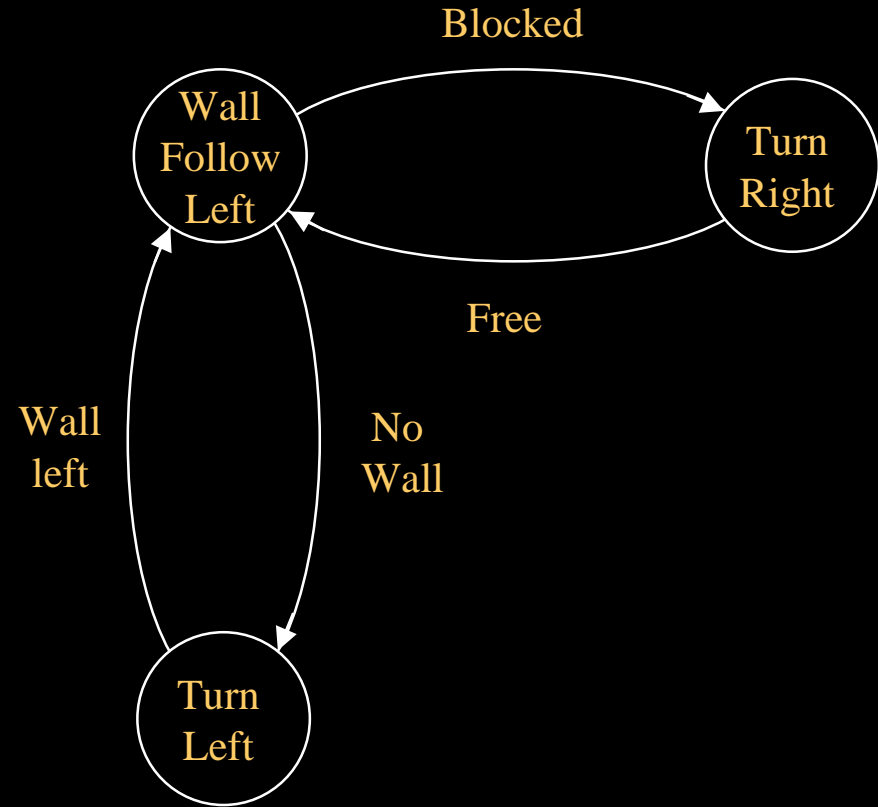 Blocked
Wall
Follow
Left
Turn
Right
Free
Wall
left
No
Wall
Turn
Left